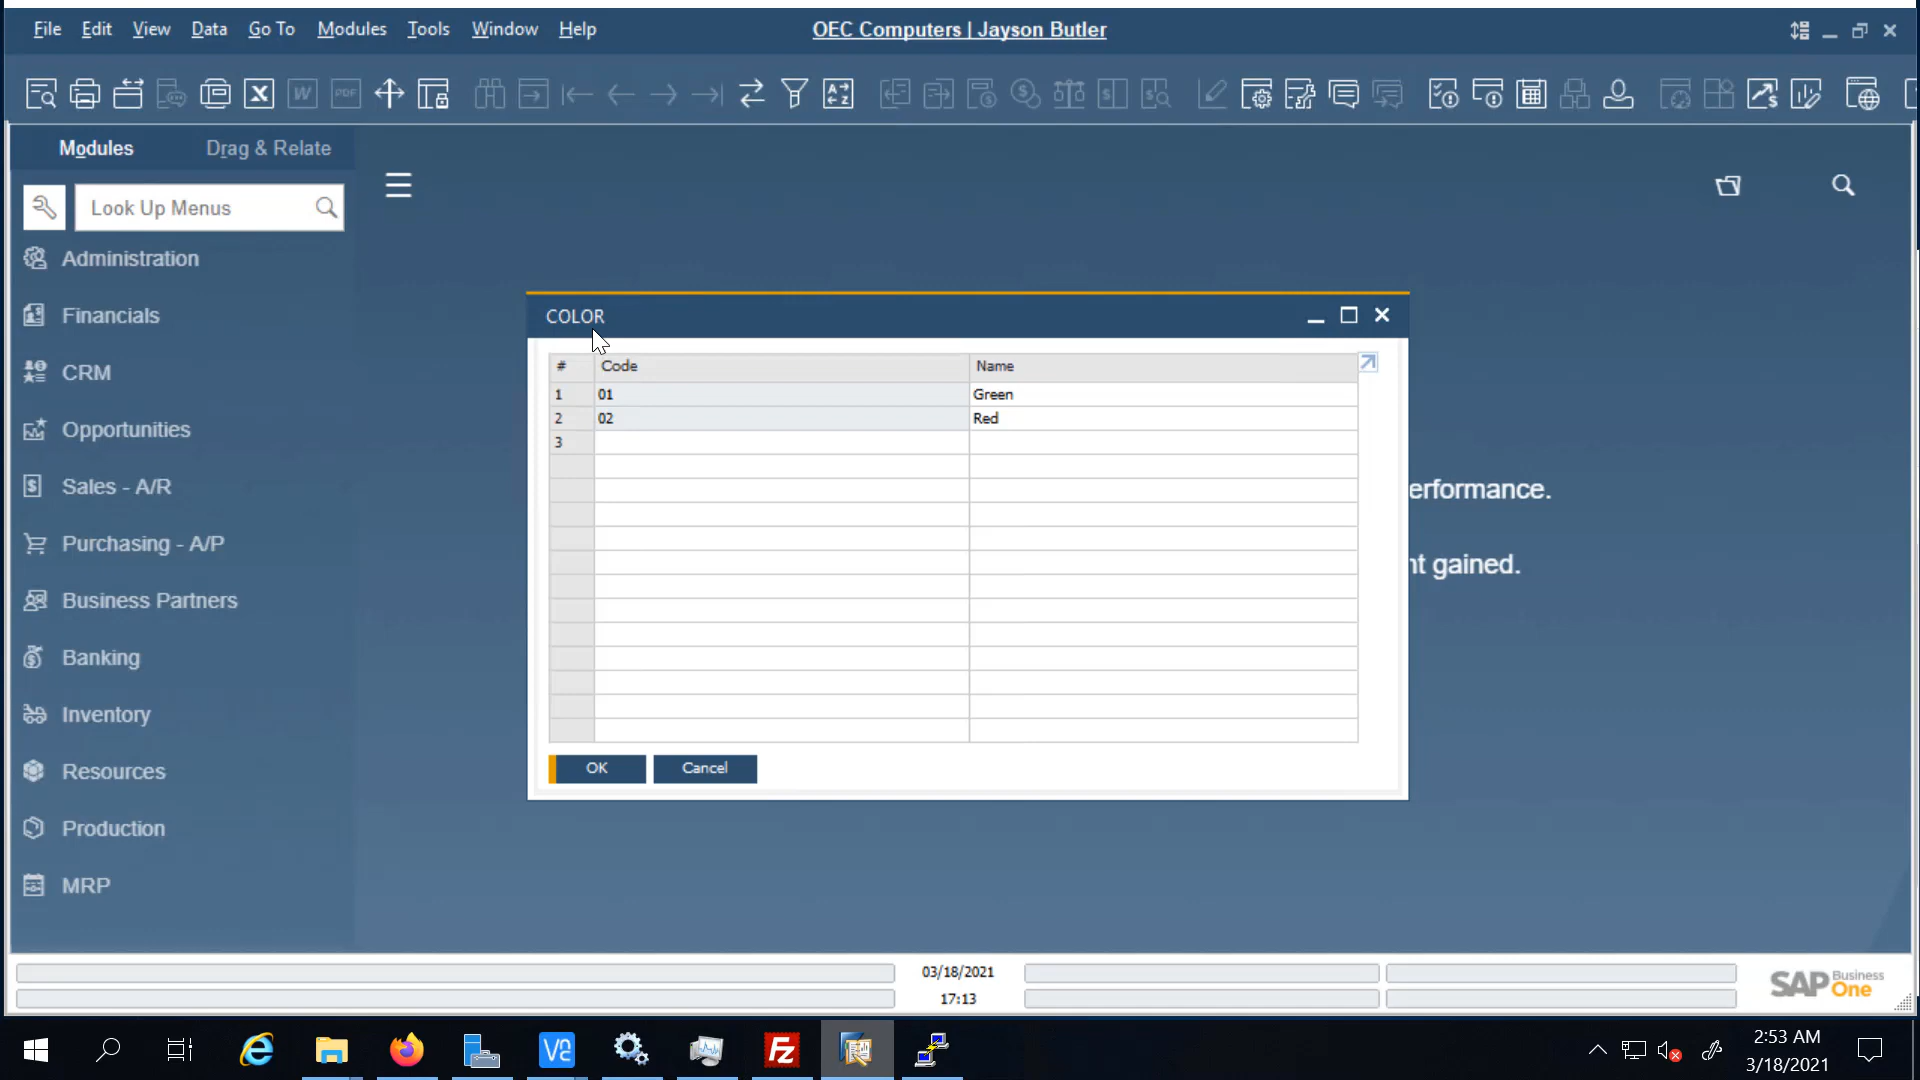 File Edit View Data Go To Modules Tools Window Help
OEC Computers | Jayson Butler
Modules Drag & Relate
Look Up Menus
Administration
Financials
CRM
Opportunities
Sales - A/R
Purchasing - A/P
Business Partners
Banking
Inventory
Resources
Production
MRP
COLOR
# Code Name
1 01 Green
2 02 Red
3
OK Cancel
erformance.
nt gained.
03/18/2021
17:13
SAP Business One
2:53 AM
3/18/2021